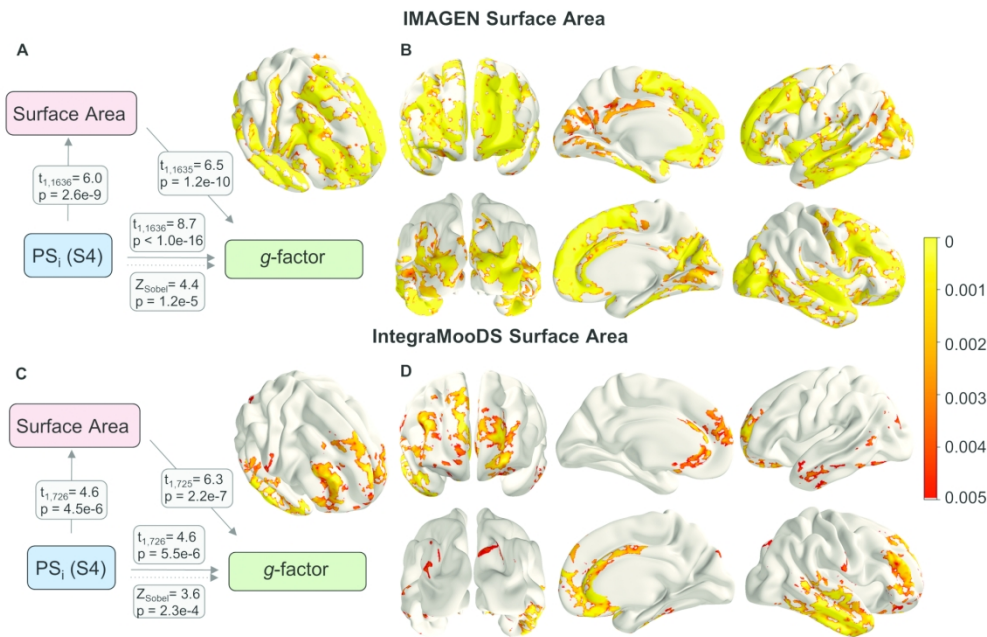 IMAGEN Surface Area
A
B
Surface Area
t1,1636= 6.0
p = 2.6e-9
t1,1635= 6.5
p = 1.2e-10
t1,1636= 8.7
p < 1.0e-16
PSi (S4)
g-factor
ZSobel= 4.4
p = 1.2e-5
0
0.001
0.002
0.003
0.004
0.005
IntegraMooDS Surface Area
C
D
Surface Area
t1,726= 4.6
p = 4.5e-6
t1,725= 6.3
p = 2.2e-7
t1,726= 4.6
p = 5.5e-6
PSi (S4)
g-factor
ZSobel= 3.6
p = 2.3e-4